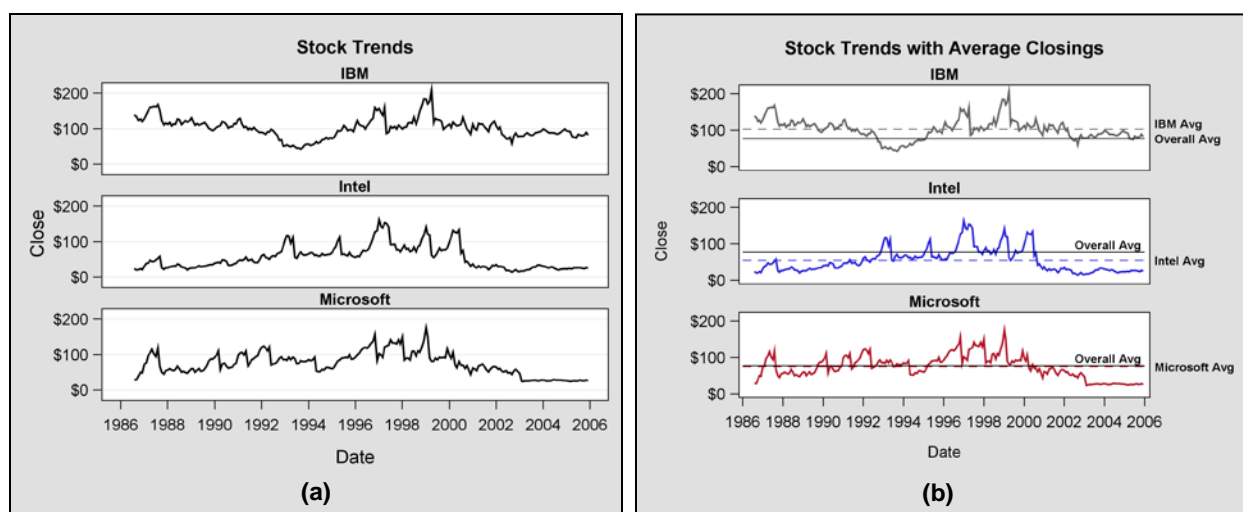 Stock Trends
IBM
$200
$100
$0
Intel
$200
$100
$0
Close
Microsoft
$200
$100
$0
1986 1988 1990 1992 1994 1996 1998 2000 2002 2004 2006
Date
(a)
Stock Trends with Average Closings
IBM
$200
$100
$0
IBM Avg
Overall Avg
Intel
$200
$100
$0
Close
Overall Avg
Intel Avg
Microsoft
$200
$100
$0
Overall Avg
Microsoft Avg
1986 1988 1990 1992 1994 1996 1998 2000 2002 2004 2006
Date
(b)